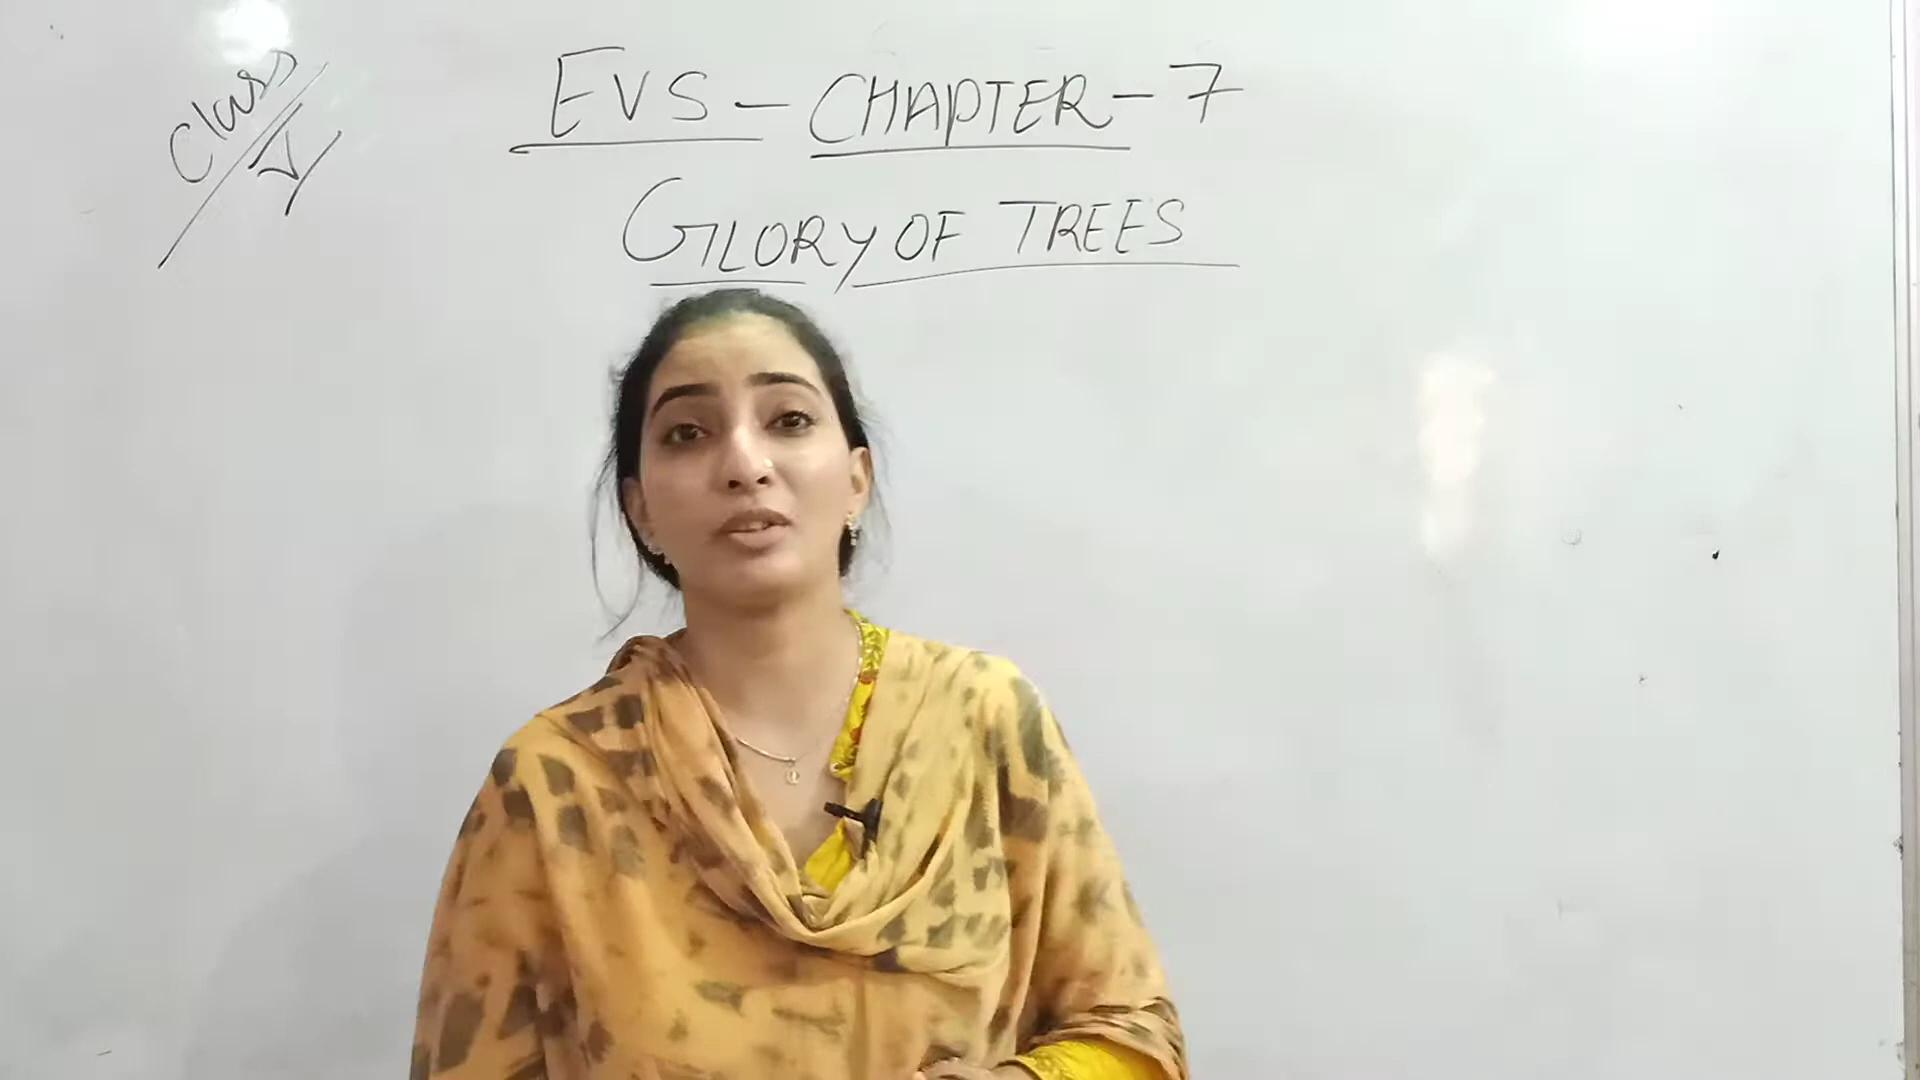 Class
V
EVS - CHAPTER - 7
GLORY OF TREES